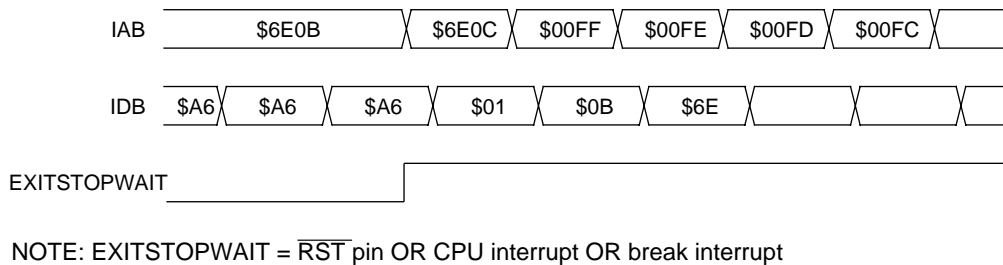 IAB $6E0B $6E0C $00FF $00FE $00FD $00FC
IDB $A6 $A6 $A6 $01 $0B $6E
EXITSTOPWAIT
NOTE: EXITSTOPWAIT = RST pin OR CPU interrupt OR break interrupt